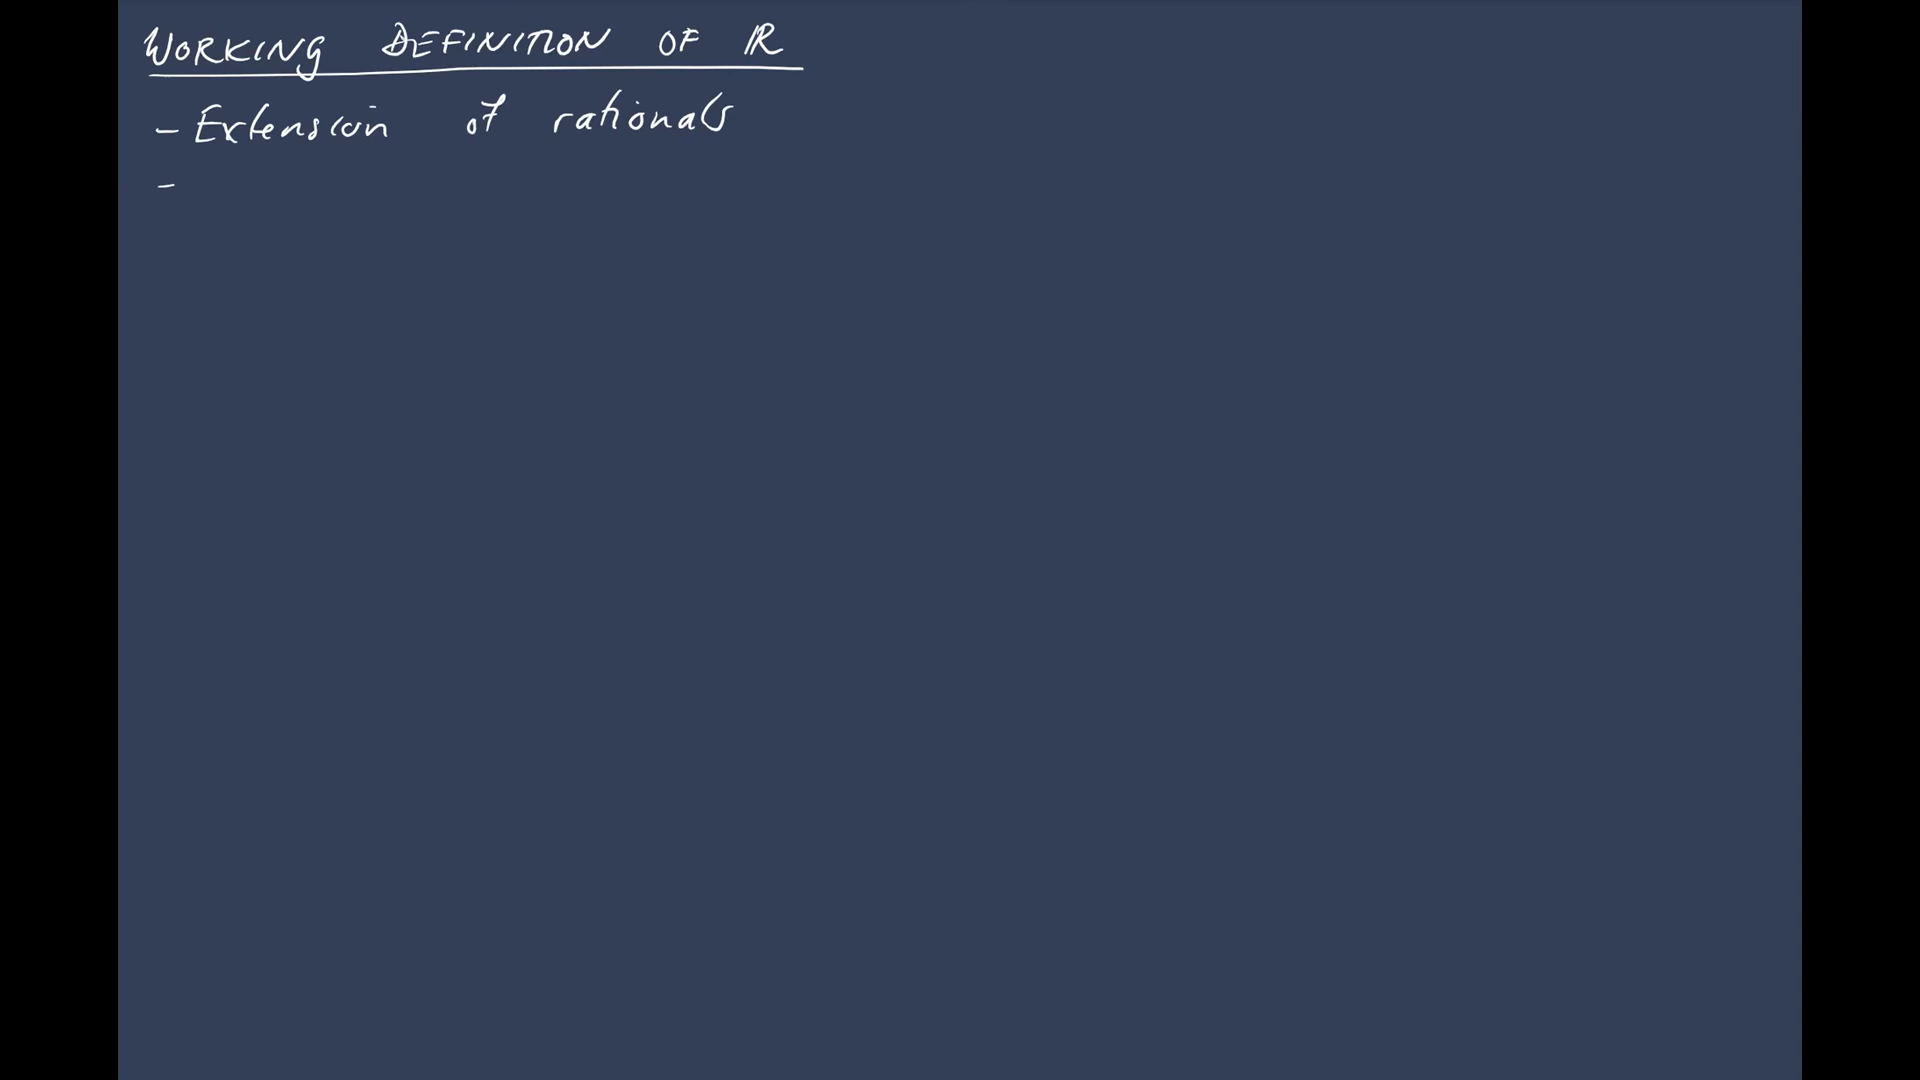 WORKING DEFINITION OF ℝ
- Extension of rationals
-